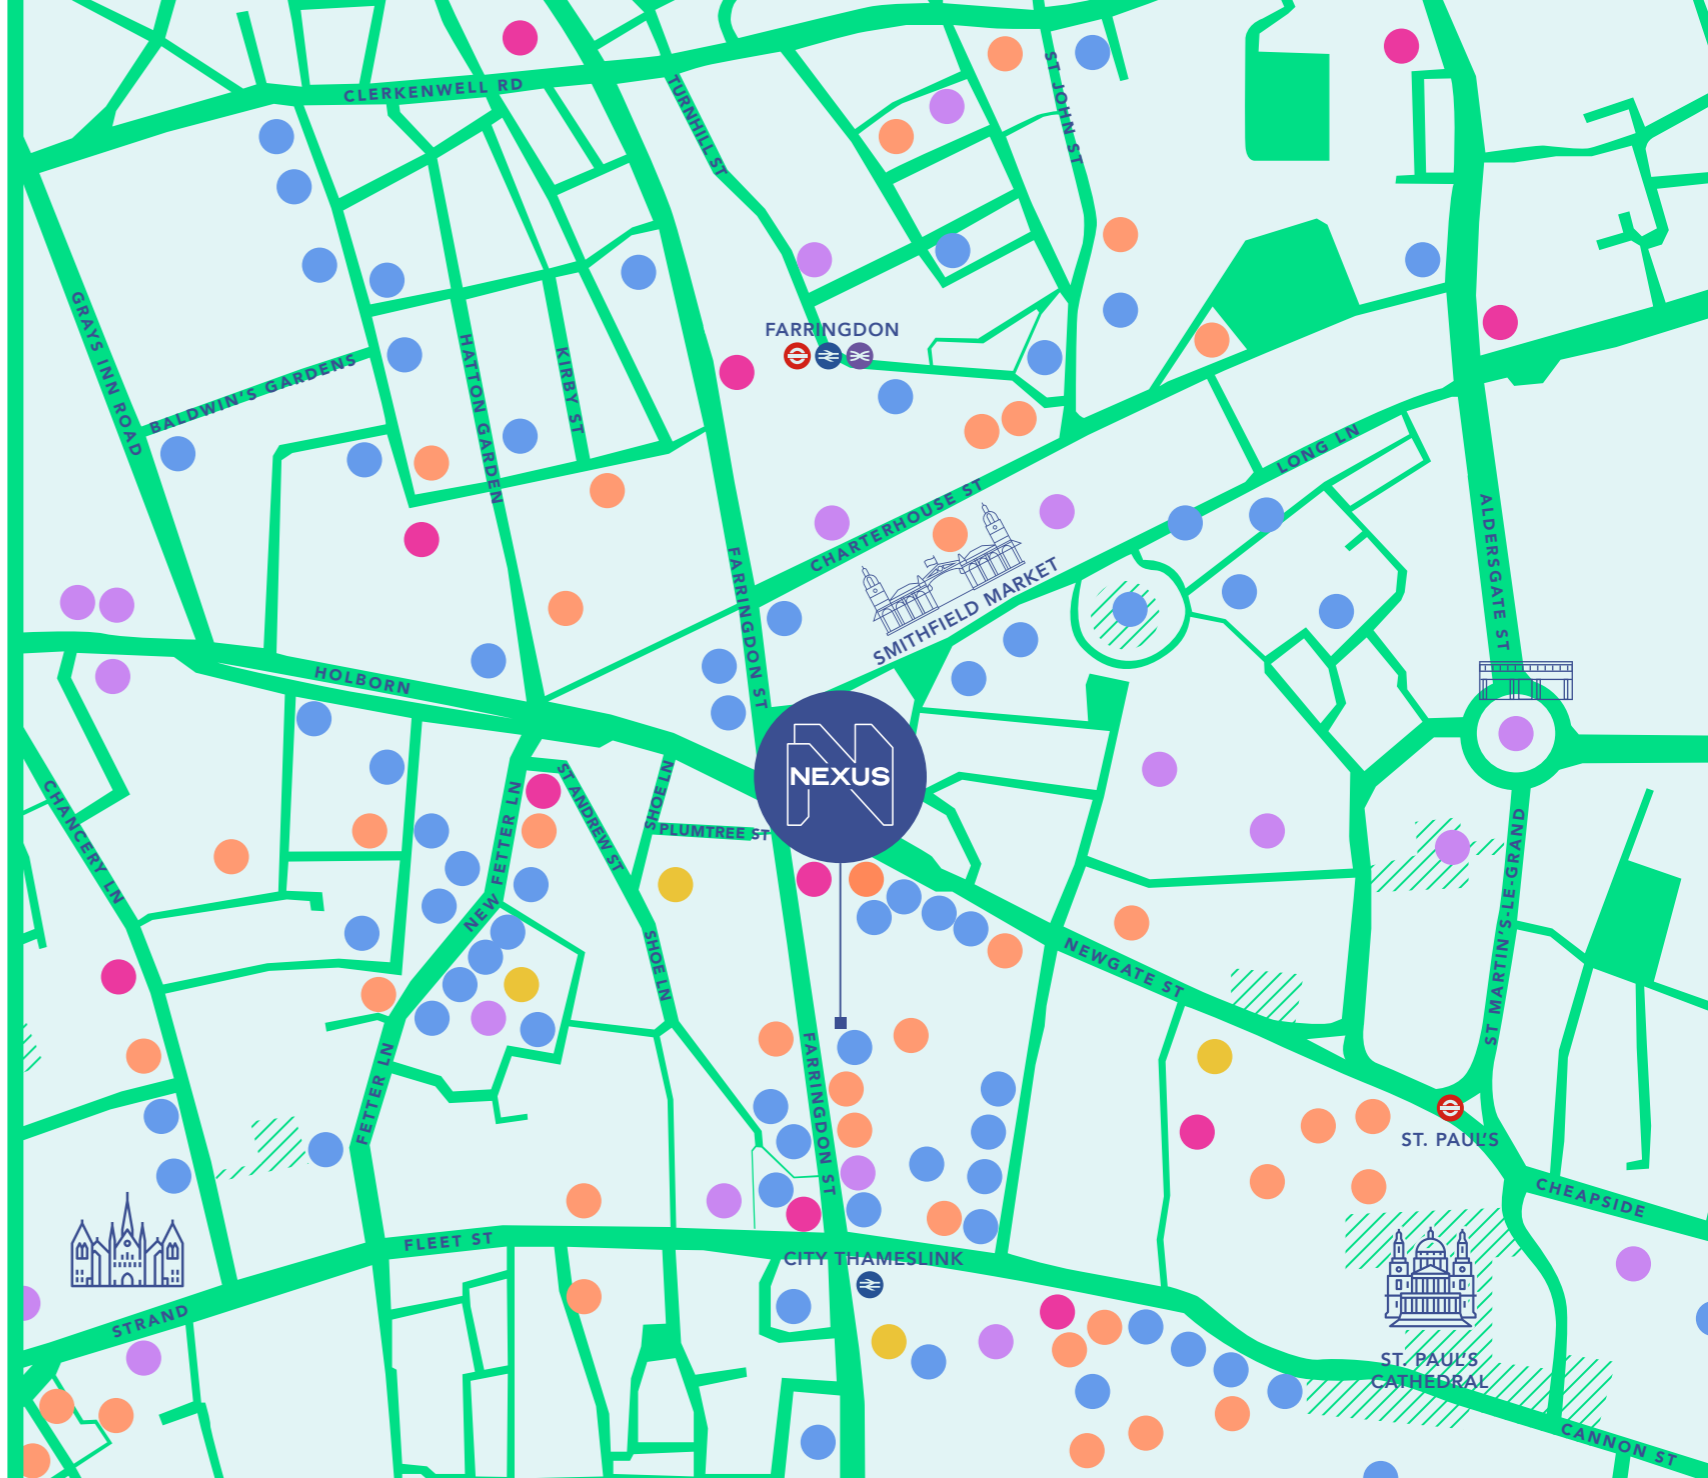 CLERKENWELL RD
TURNHILL ST
ST JOHN ST
GRAYS INN ROAD
BALDWIN'S GARDENS
HATTON GARDEN
KIRBY ST
FARRINGDON
CHARTERHOUSE ST
LONG LN
ALDERSGATE ST
FARRINGDON ST
SMITHFIELD MARKET
HOLBORN
NEXUS
CHANCERY LN
NEW FETTER LN
ST ANDREW ST
SHOE LN
PLUMTREE ST
SHOE LN
NEWGATE ST
ST MARTIN'S-LE-GRAND
FETTER LN
FARRINGDON ST
ST. PAUL'S
CHEAPSIDE
FLEET ST
CITY THAMESLINK
STRAND
ST. PAUL'S
CATHEDRAL
CANNON ST